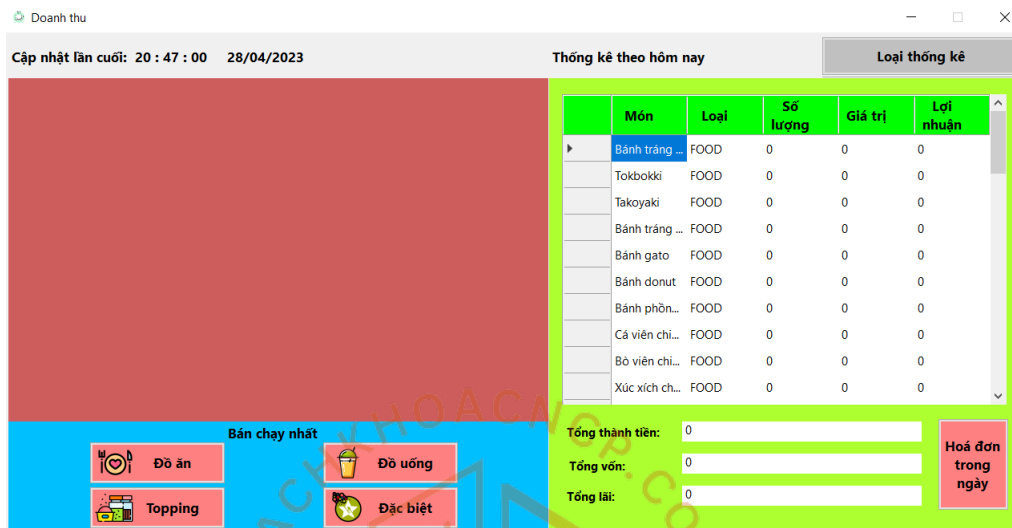 Doanh thu
Cập nhật lần cuối: 20 : 47 : 00 28/04/2023
Thống kê theo hôm nay
Loại thống kê
Món Loại Số lượng Giá trị Lợi nhuận
Bánh tráng ... FOOD 0 0 0
Tokbokki FOOD 0 0 0
Takoyaki FOOD 0 0 0
Bánh tráng ... FOOD 0 0 0
Bánh gato FOOD 0 0 0
Bánh donut FOOD 0 0 0
Bánh phồn... FOOD 0 0 0
Cá viên chi... FOOD 0 0 0
Bò viên chi... FOOD 0 0 0
Xúc xích ch... FOOD 0 0 0
Bán chạy nhất
Đồ ăn
Đồ uống
Topping
Đặc biệt
Tổng thành tiền: 0
Tổng vốn: 0
Tổng lãi: 0
Hoá đơn
trong
ngày
ACHKHOACNCP.CO